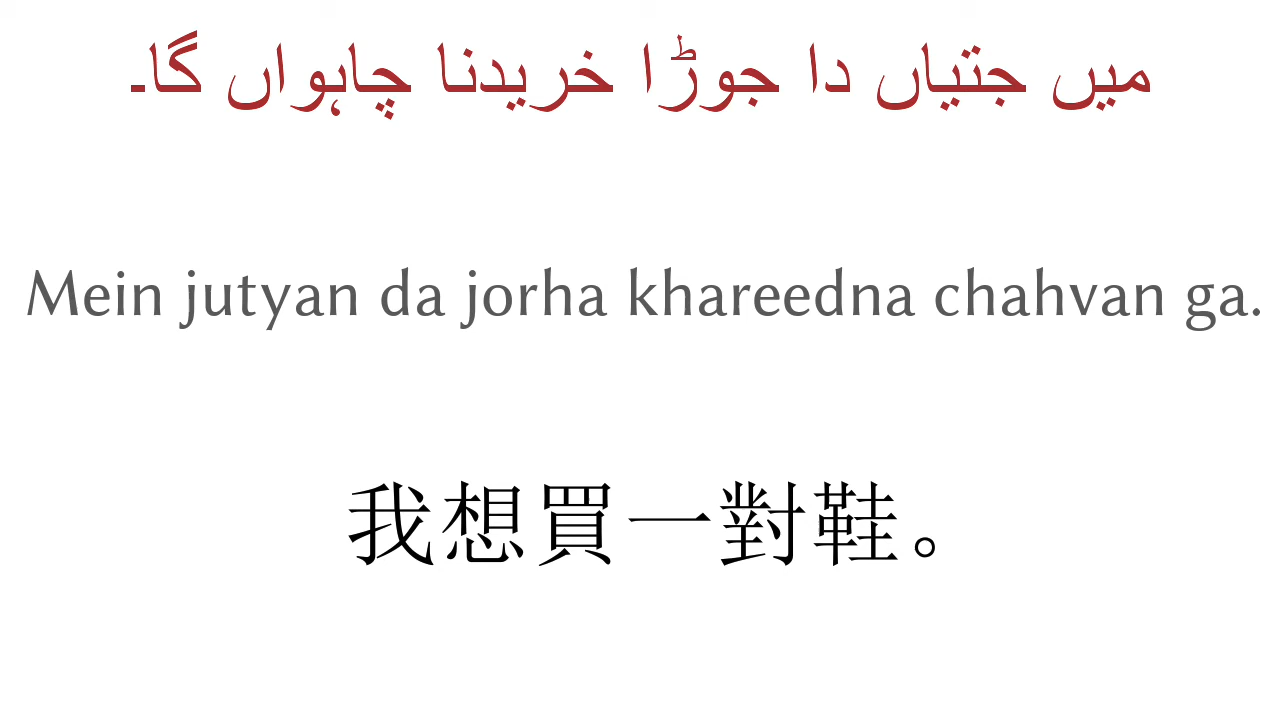 میں جتیاں دا جوڑا خریدنا چاہواں گا۔
Mein jutyan da jorha khareedna chahvan ga.
我想買一對鞋。